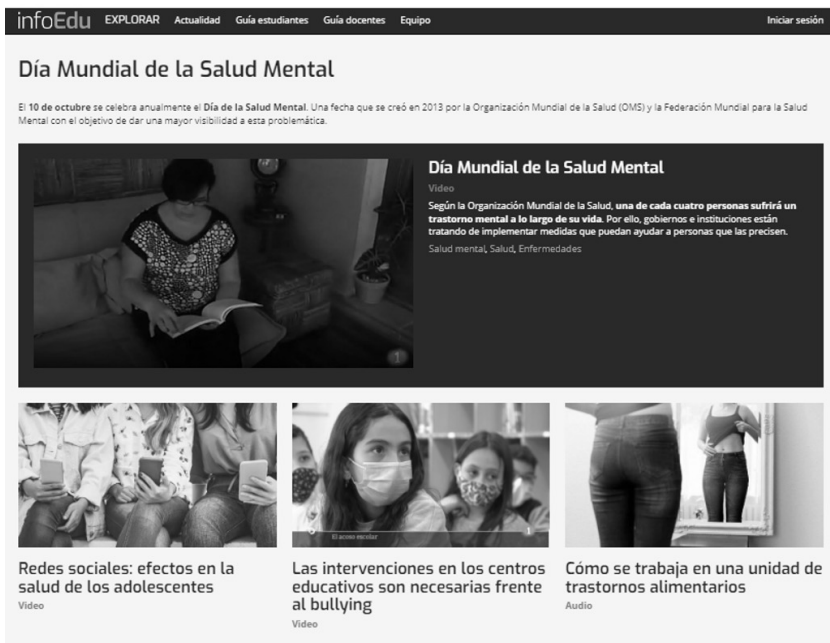 infoEdu EXPLORAR Actualidad Guía estudiantes Guía docentes Equipo Iniciar sesión
Día Mundial de la Salud Mental
El 10 de octubre se celebra anualmente el Día de la Salud Mental. Una fecha que se creó en 2013 por la Organización Mundial de la Salud (OMS) y la Federación Mundial para la Salud
Mental con el objetivo de dar una mayor visibilidad a esta problemática.
Día Mundial de la Salud Mental
Video
Según la Organización Mundial de la Salud, una de cada cuatro personas sufrirá un
trastorno mental a lo largo de su vida. Por ello, gobiernos e instituciones están
tratando de implementar medidas que puedan ayudar a personas que las precisen.
Salud mental, Salud, Enfermedades
1
El acoso escolar 1
Redes sociales: efectos en la
salud de los adolescentes
Video
Las intervenciones en los centros
educativos son necesarias frente
al bullying
Video
Cómo se trabaja en una unidad de
trastornos alimentarios
Audio